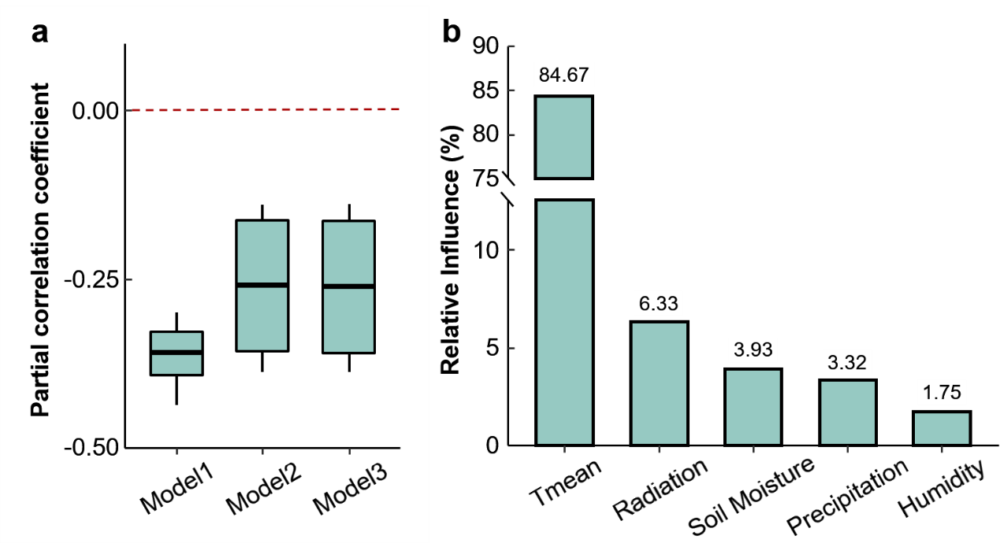 a
Partial correlation coefficient
0.00
-0.25
-0.50
Model1
Model2
Model3
b
Relative Influence (%)
90
85
80
75
10
5
0
84.67
6.33
3.93
3.32
1.75
Tmean
Radiation
Soil Moisture
Precipitation
Humidity